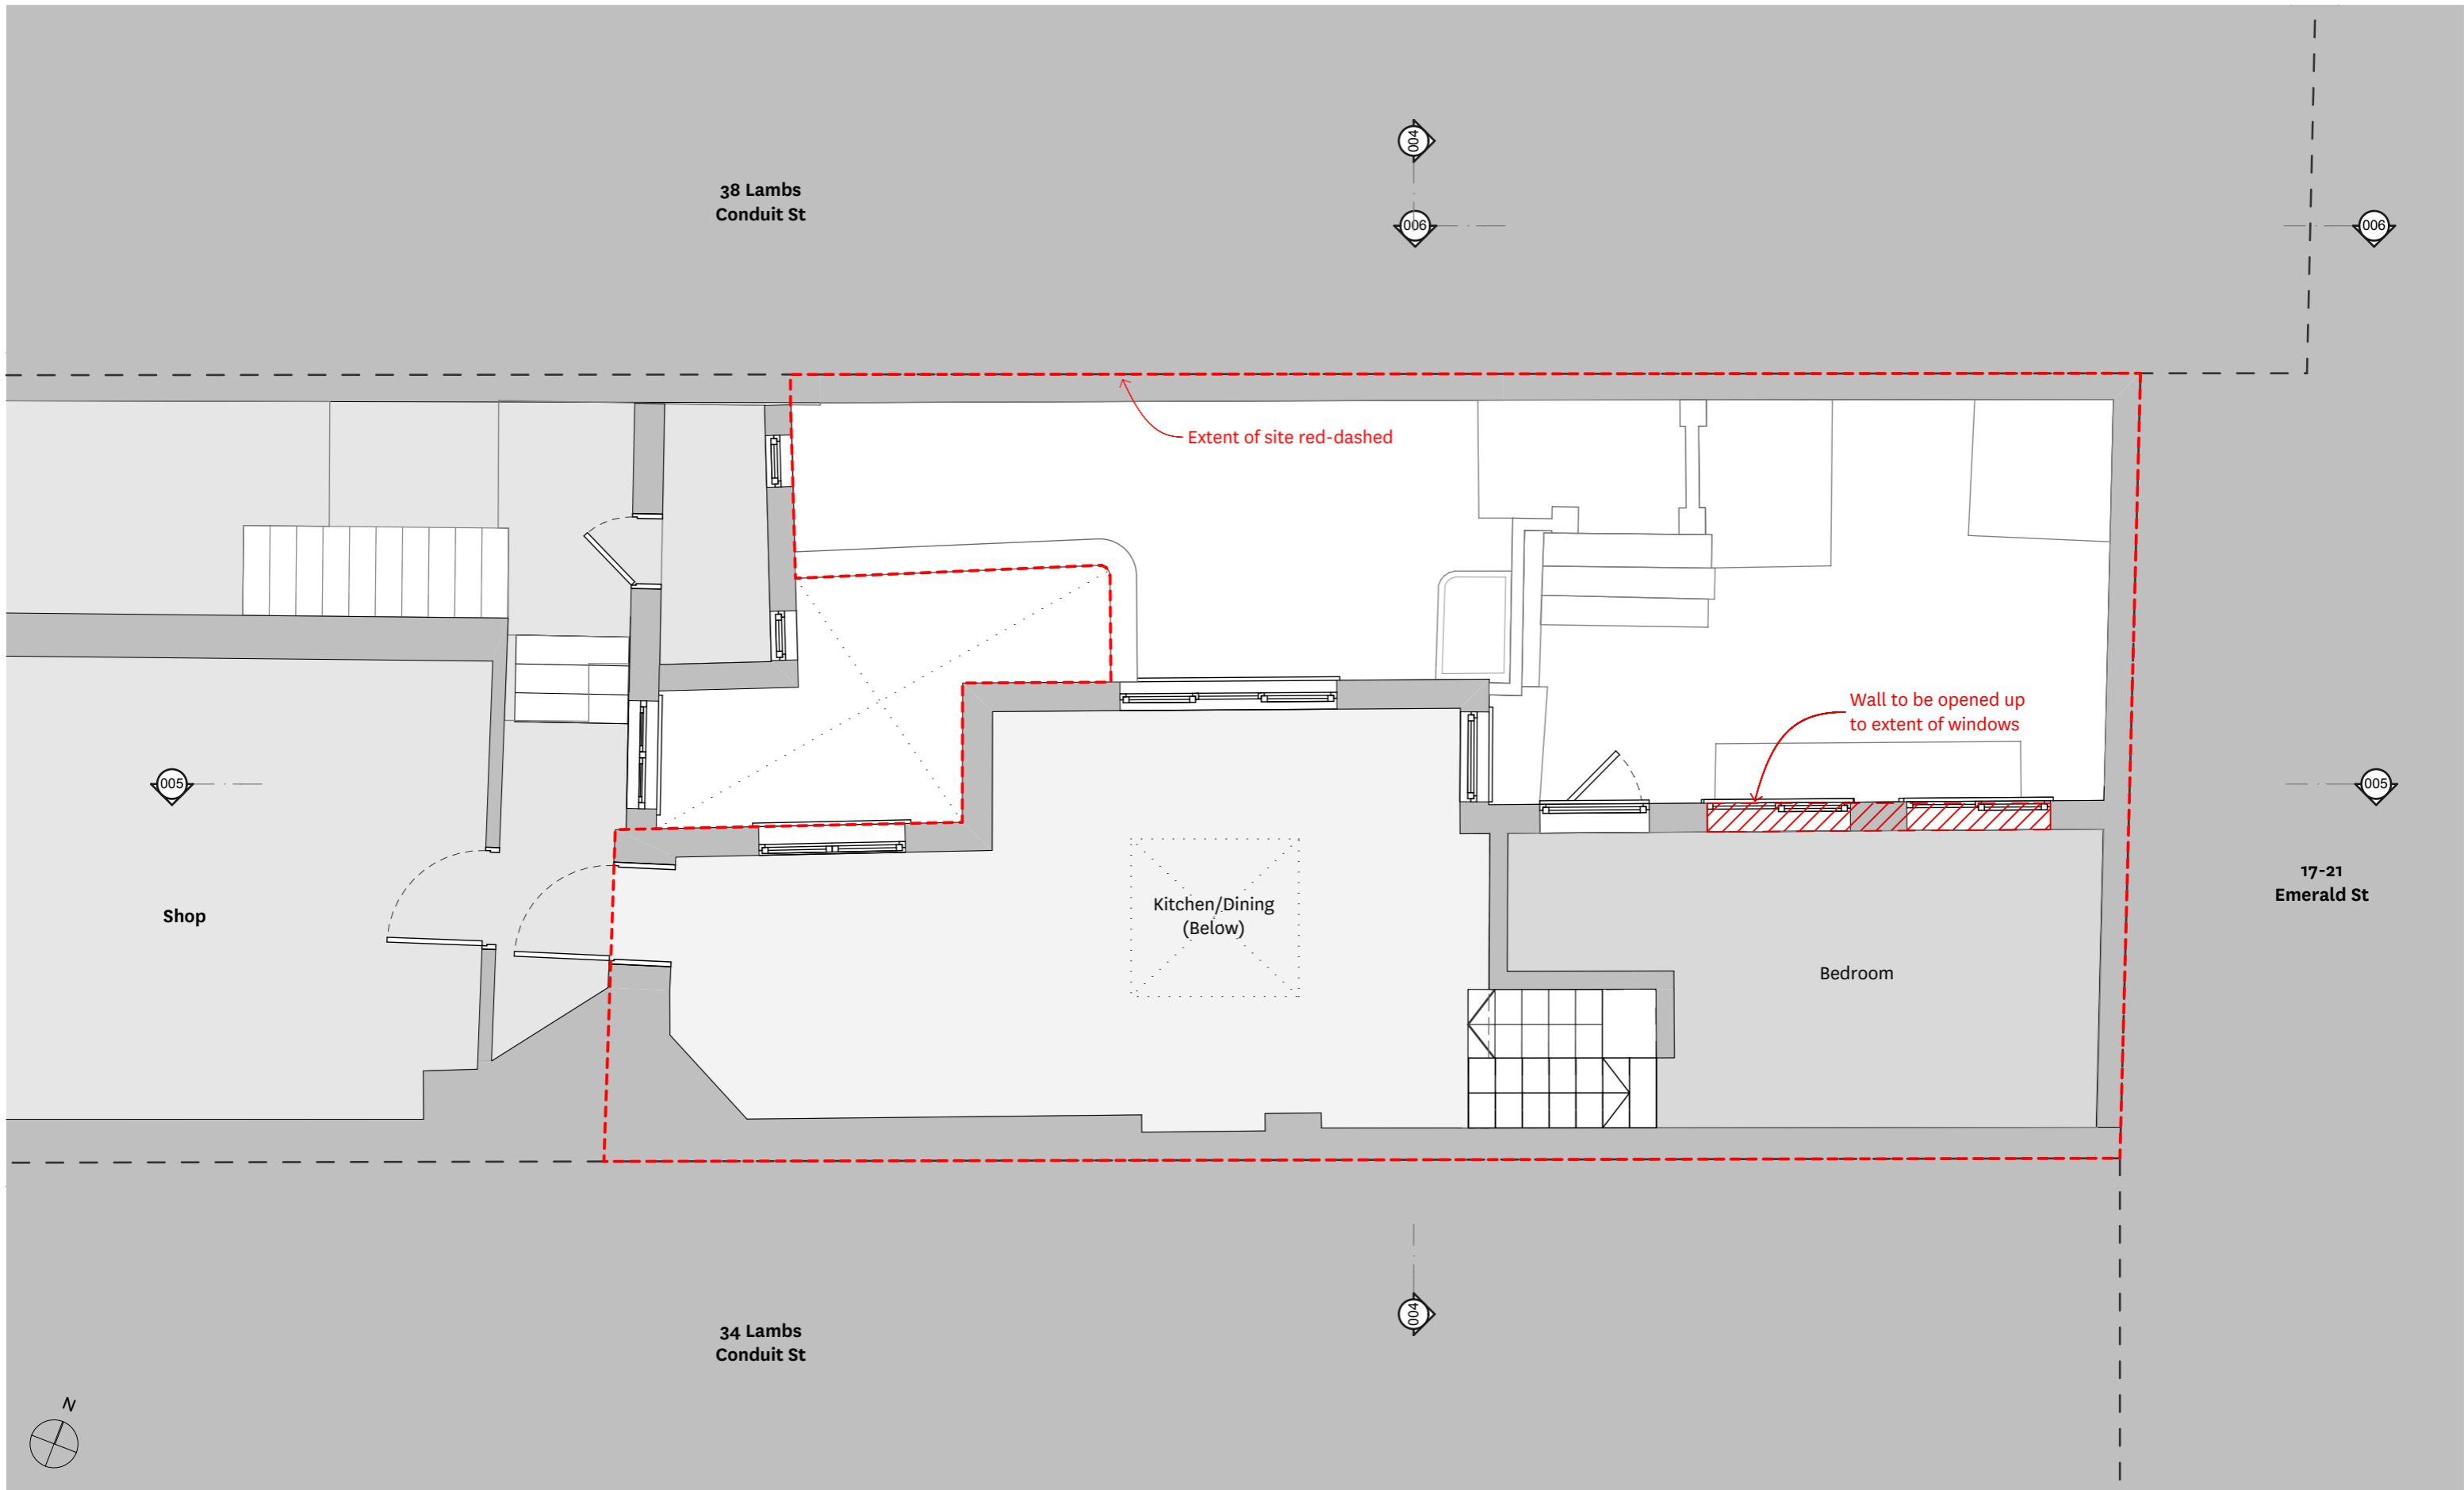 004
38 Lambs
Conduit St
006
006
Extent of site red-dashed
Wall to be opened up
to extent of windows
005
005
17-21
Emerald St
Kitchen/Dining
(Below)
Shop
Bedroom
004
34 Lambs
Conduit St
N